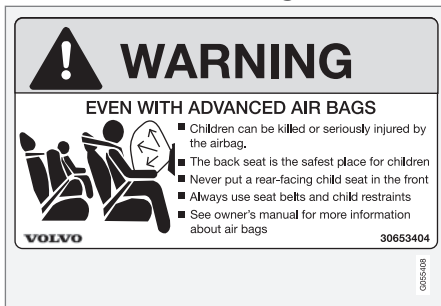 WARNING
EVEN WITH ADVANCED AIR BAGS
■ Children can be killed or seriously injured by
the airbag.
■ The back seat is the safest place for children
■ Never put a rear-facing child seat in the front
■ Always use seat belts and child restraints
■ See owner's manual for more information
about air bags
VOLVO
30653404
G055408